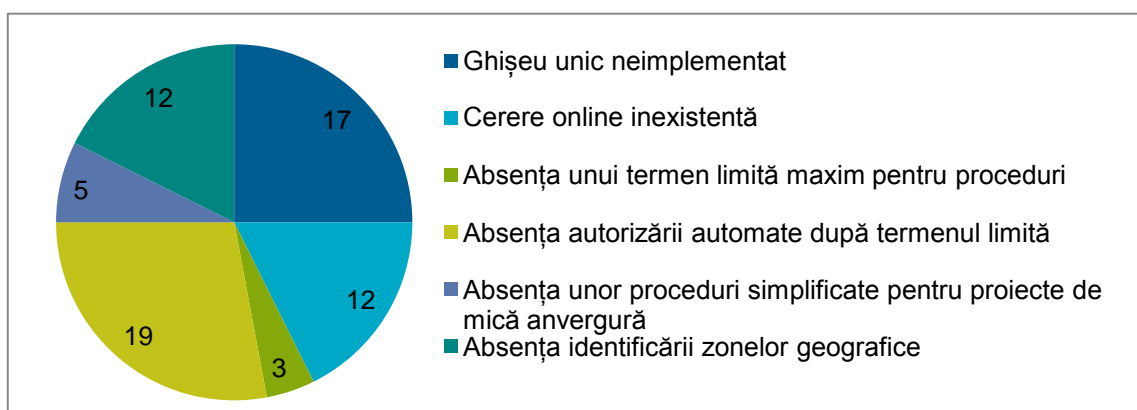 17
12
3
19
5
12
Ghișeu unic neimplementat
Cerere online inexistentă
Absența unui termen limită maxim pentru proceduri
Absența autorizării automate după termenul limită
Absența unor proceduri simplificate pentru proiecte de
mică anvergură
Absența identificării zonelor geografice